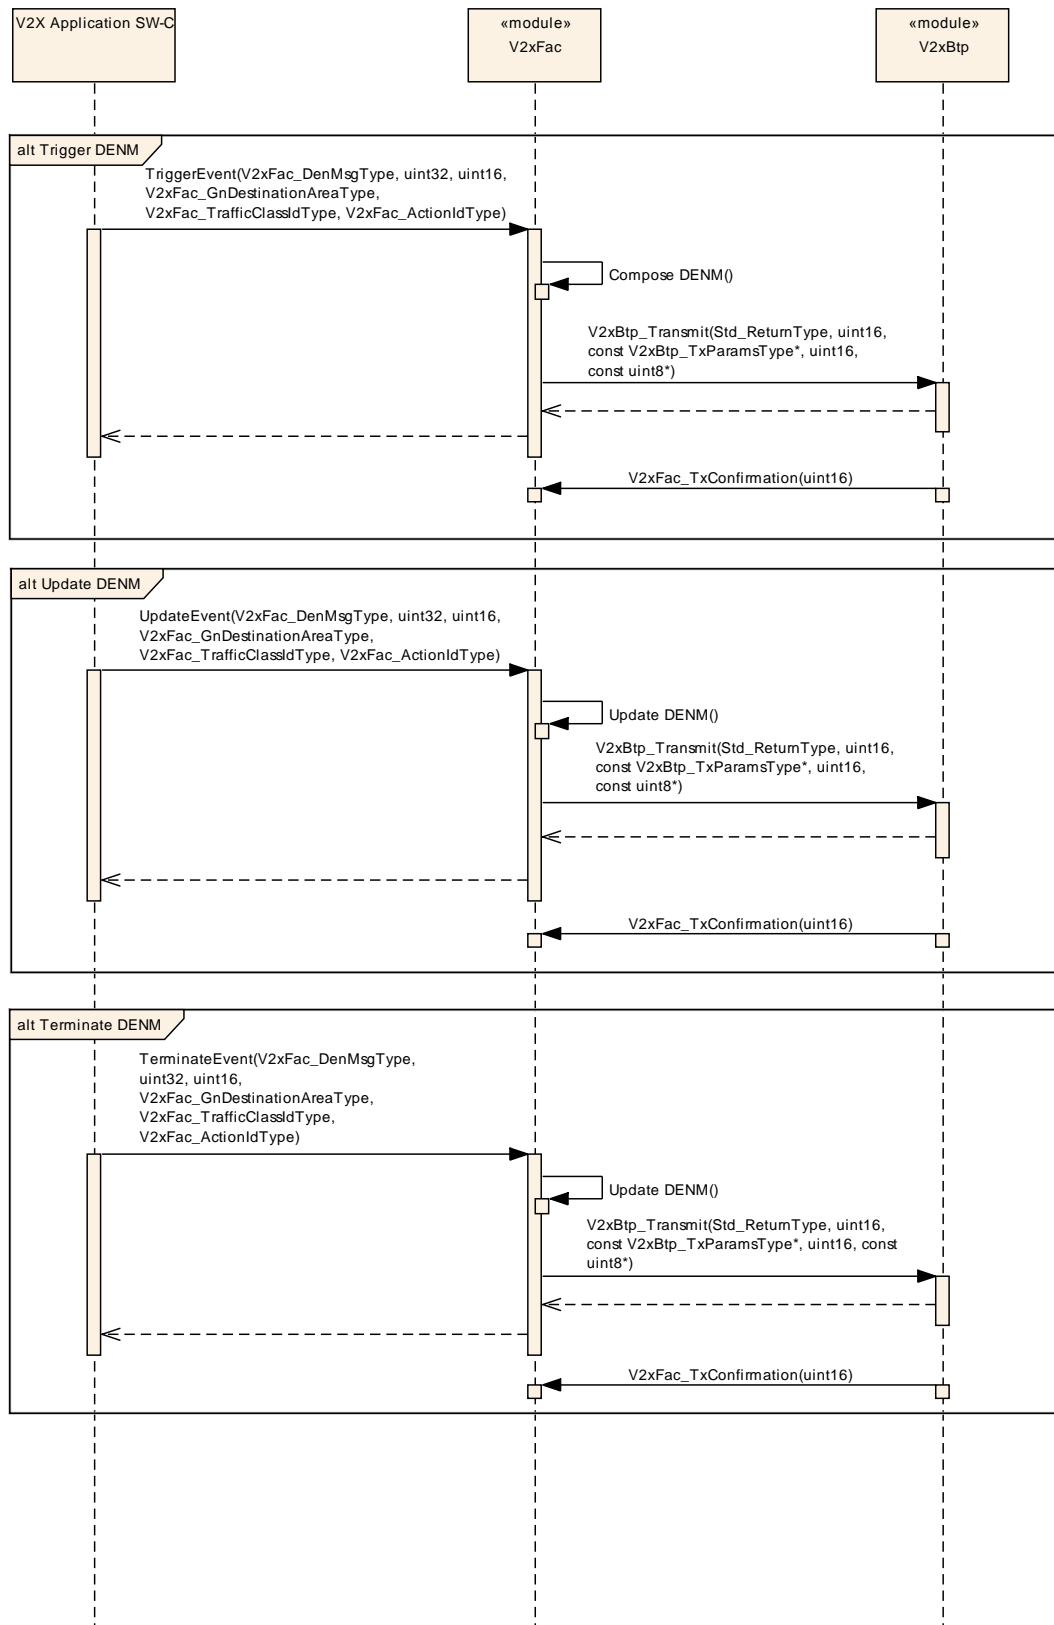 V2X Application SW-C
«module»
V2xFac
«module»
V2xBtp
alt Trigger DENM
TriggerEvent(V2xFac_DenMsgType, uint32, uint16,
V2xFac_GnDestinationAreaType,
V2xFac_TrafficClassIdType, V2xFac_ActionIdType)
Compose DENM()
V2xBtp_Transmit(Std_ReturnType, uint16,
const V2xBtp_TxParamsType*, uint16,
const uint8*)
V2xFac_TxConfirmation(uint16)
alt Update DENM
UpdateEvent(V2xFac_DenMsgType, uint32, uint16,
V2xFac_GnDestinationAreaType,
V2xFac_TrafficClassIdType, V2xFac_ActionIdType)
Update DENM()
V2xBtp_Transmit(Std_ReturnType, uint16,
const V2xBtp_TxParamsType*, uint16,
const uint8*)
V2xFac_TxConfirmation(uint16)
alt Terminate DENM
TerminateEvent(V2xFac_DenMsgType,
uint32, uint16,
V2xFac_GnDestinationAreaType,
V2xFac_TrafficClassIdType,
V2xFac_ActionIdType)
Update DENM()
V2xBtp_Transmit(Std_ReturnType, uint16,
const V2xBtp_TxParamsType*, uint16, const
uint8*)
V2xFac_TxConfirmation(uint16)